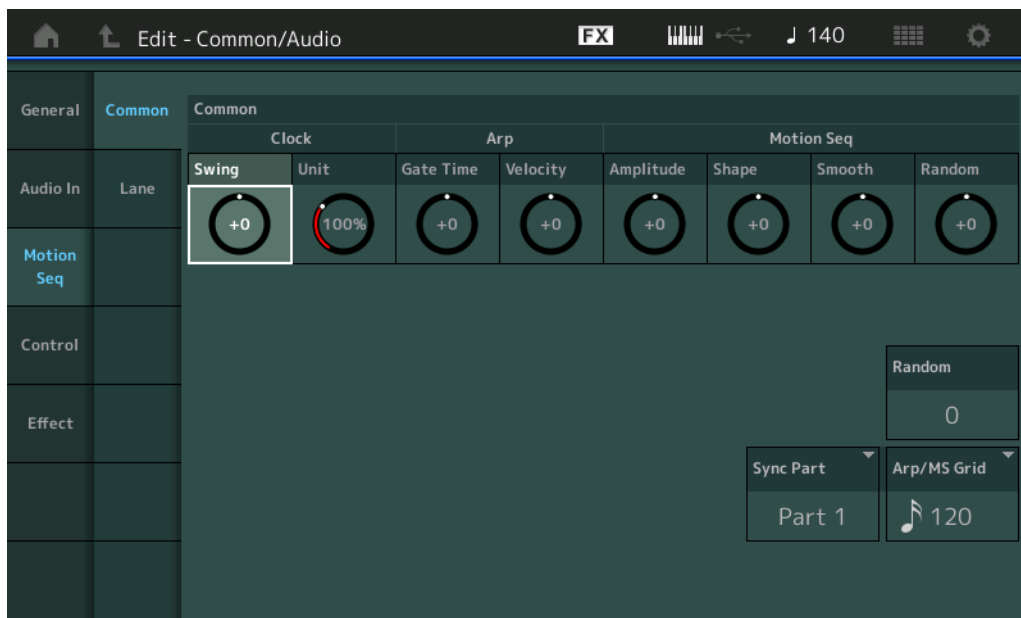 Edit - Common/Audio FX ♩ 140
General Common Common
Clock Arp Motion Seq
Swing Unit Gate Time Velocity Amplitude Shape Smooth Random
Audio In Lane
+0 100% +0 +0 +0 +0 +0 +0
Motion
Seq
Control
Random
Effect 0
Sync Part Arp/MS Grid
Part 1 120